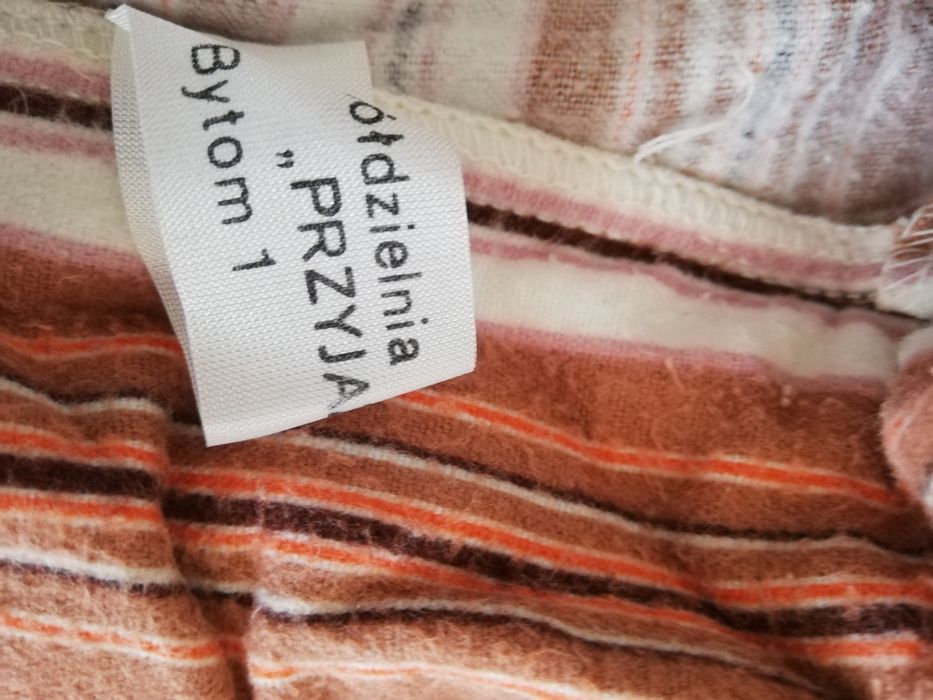 ółdzielnia
„PRZYJA
Bytom 1